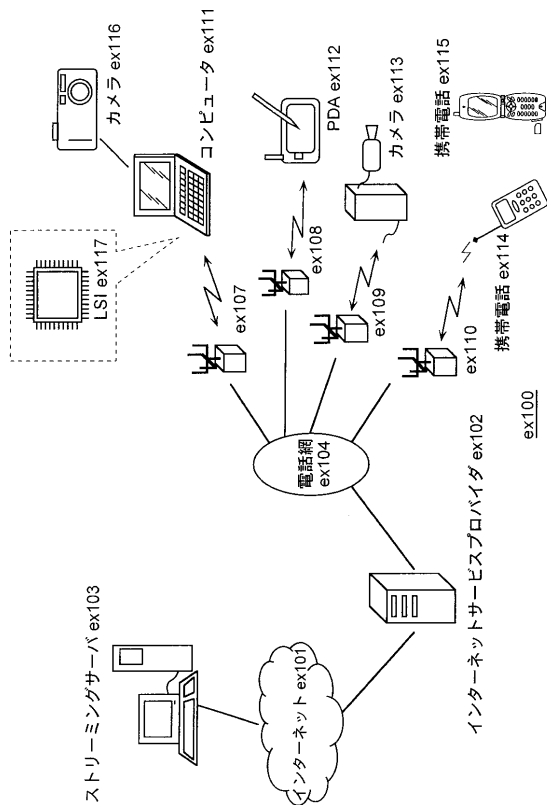 カメラ ex116
コンピュータ ex111
LSI ex117
PDA ex112
カメラ ex113
携帯電話 ex115
携帯電話 ex114
ex107
ex108
ex109
ex110
電話網
ex104
ex100
インターネットサービスプロバイダ ex102
ストリーミングサーバ ex103
インターネット ex101